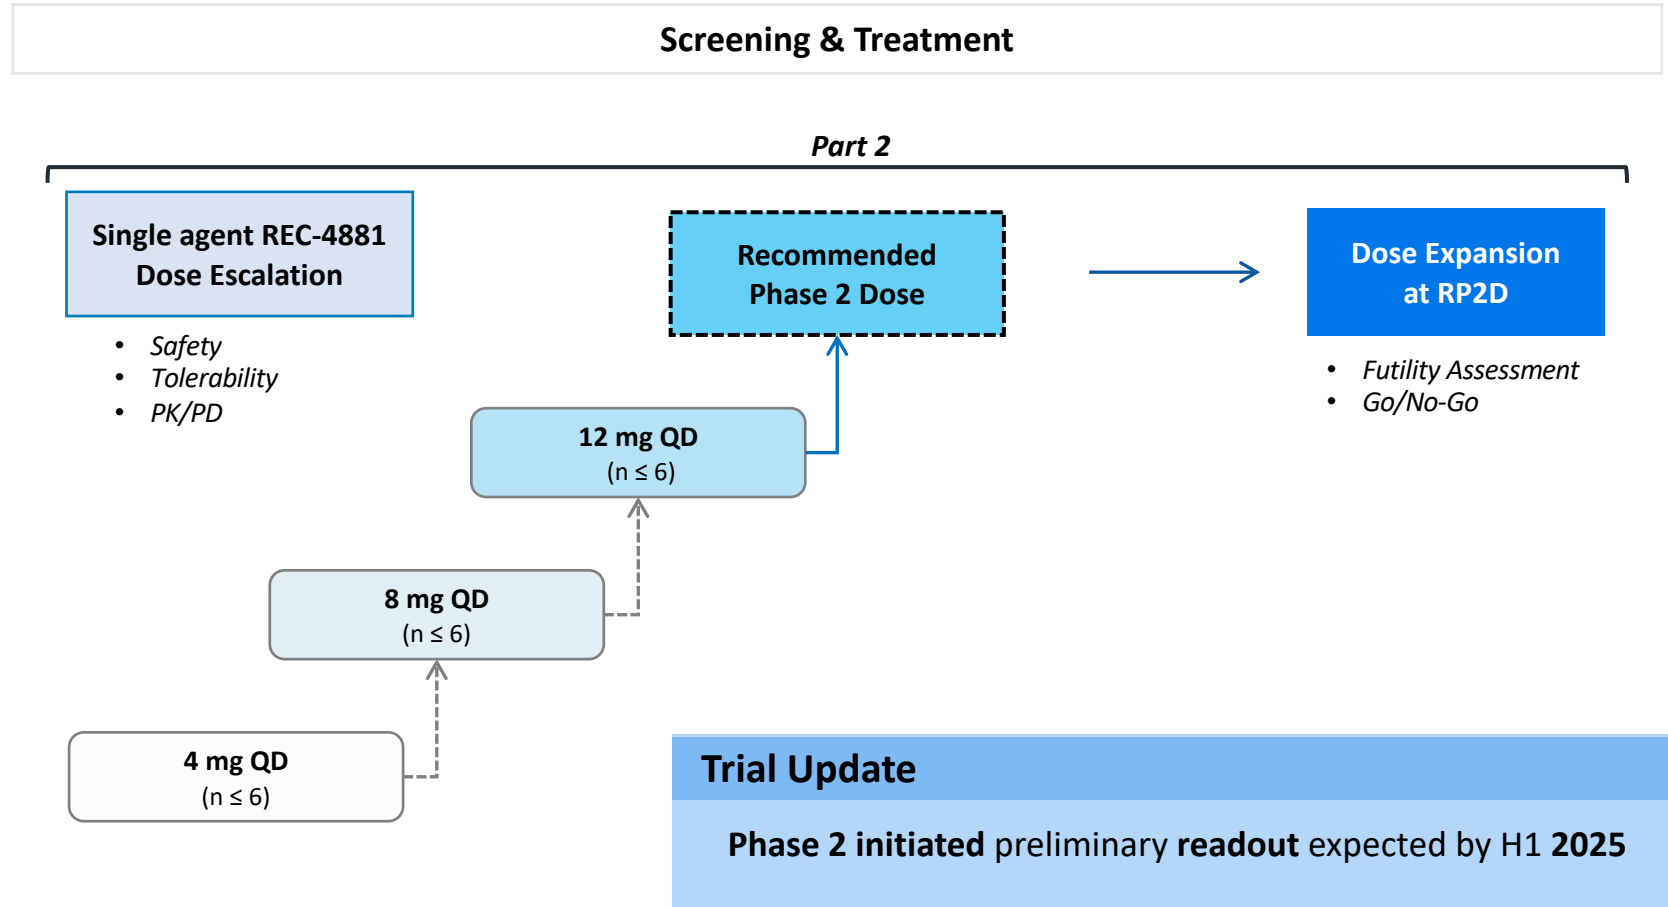 Screening & Treatment
Part 2
Single agent REC-4881
Dose Escalation
• Safety
• Tolerability
• PK/PD
Recommended
Phase 2 Dose
Dose Expansion
at RP2D
• Futility Assessment
• Go/No-Go
12 mg QD
(n ≤ 6)
8 mg QD
(n ≤ 6)
4 mg QD
(n ≤ 6)
Trial Update
Phase 2 initiated preliminary readout expected by H1 2025